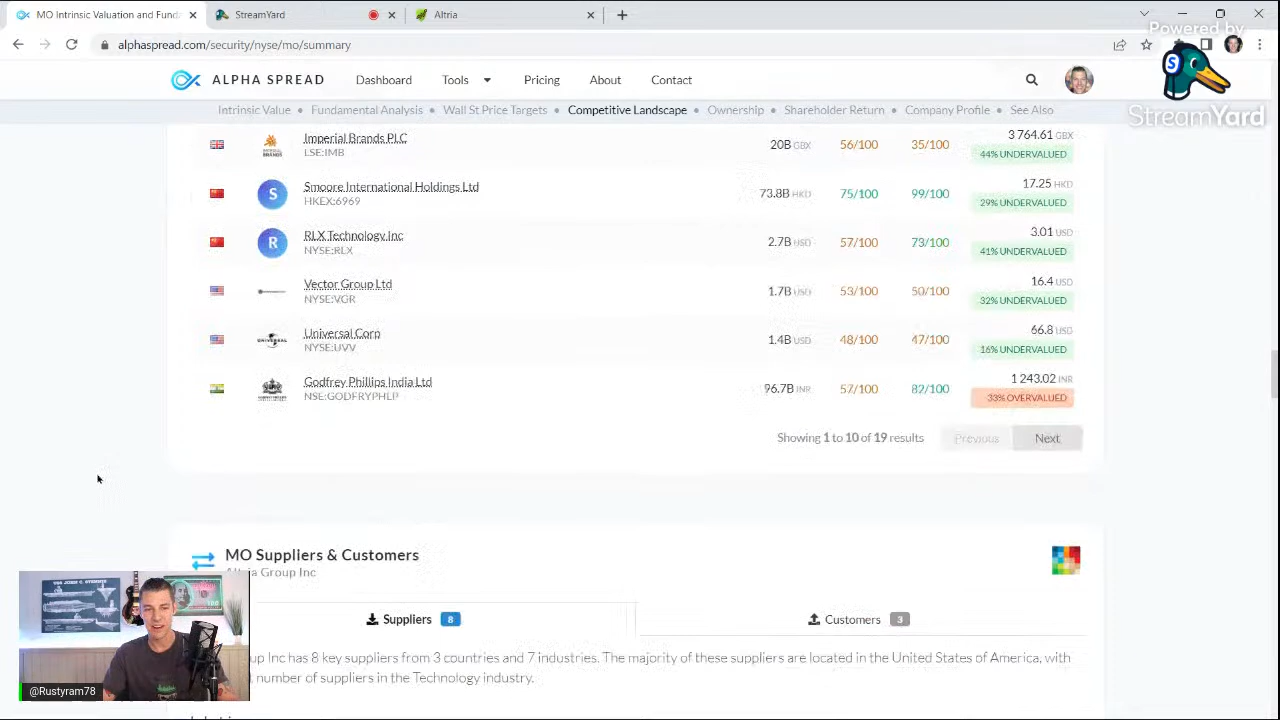 MO Intrinsic Valuation and Fund
StreamYard
Altria
alphaspread.com/security/nyse/mo/summary
Powered by
StreamYard
ALPHA SPREAD
Dashboard
Tools
Pricing
About
Contact
Intrinsic Value • Fundamental Analysis • Wall St Price Targets • Competitive Landscape • Ownership • Shareholder Return • Company Profile • See Also
Imperial Brands PLC
LSE:IMB
20B GBX
56/100
35/100
3 764.61 GBX
44% UNDERVALUED
S
Smoore International Holdings Ltd
HKEX:6969
73.8B HKD
75/100
99/100
17.25 HKD
29% UNDERVALUED
R
RLX Technology Inc
NYSE:RLX
2.7B USD
57/100
73/100
3.01 USD
41% UNDERVALUED
Vector Group Ltd
NYSE:VGR
1.7B USD
53/100
50/100
16.4 USD
32% UNDERVALUED
Universal Corp
NYSE:UVV
1.4B USD
48/100
47/100
66.8 USD
16% UNDERVALUED
Godfrey Phillips India Ltd
NSE:GODFRYPHLP
96.7B INR
57/100
82/100
1 243.02 INR
33% OVERVALUED
Showing 1 to 10 of 19 results
Previous
Next
MO Suppliers & Customers
Altria Group Inc
Suppliers 8
Customers 3
up Inc has 8 key suppliers from 3 countries and 7 industries. The majority of these suppliers are located in the United States of America, with
number of suppliers in the Technology industry.
@Rustyram78